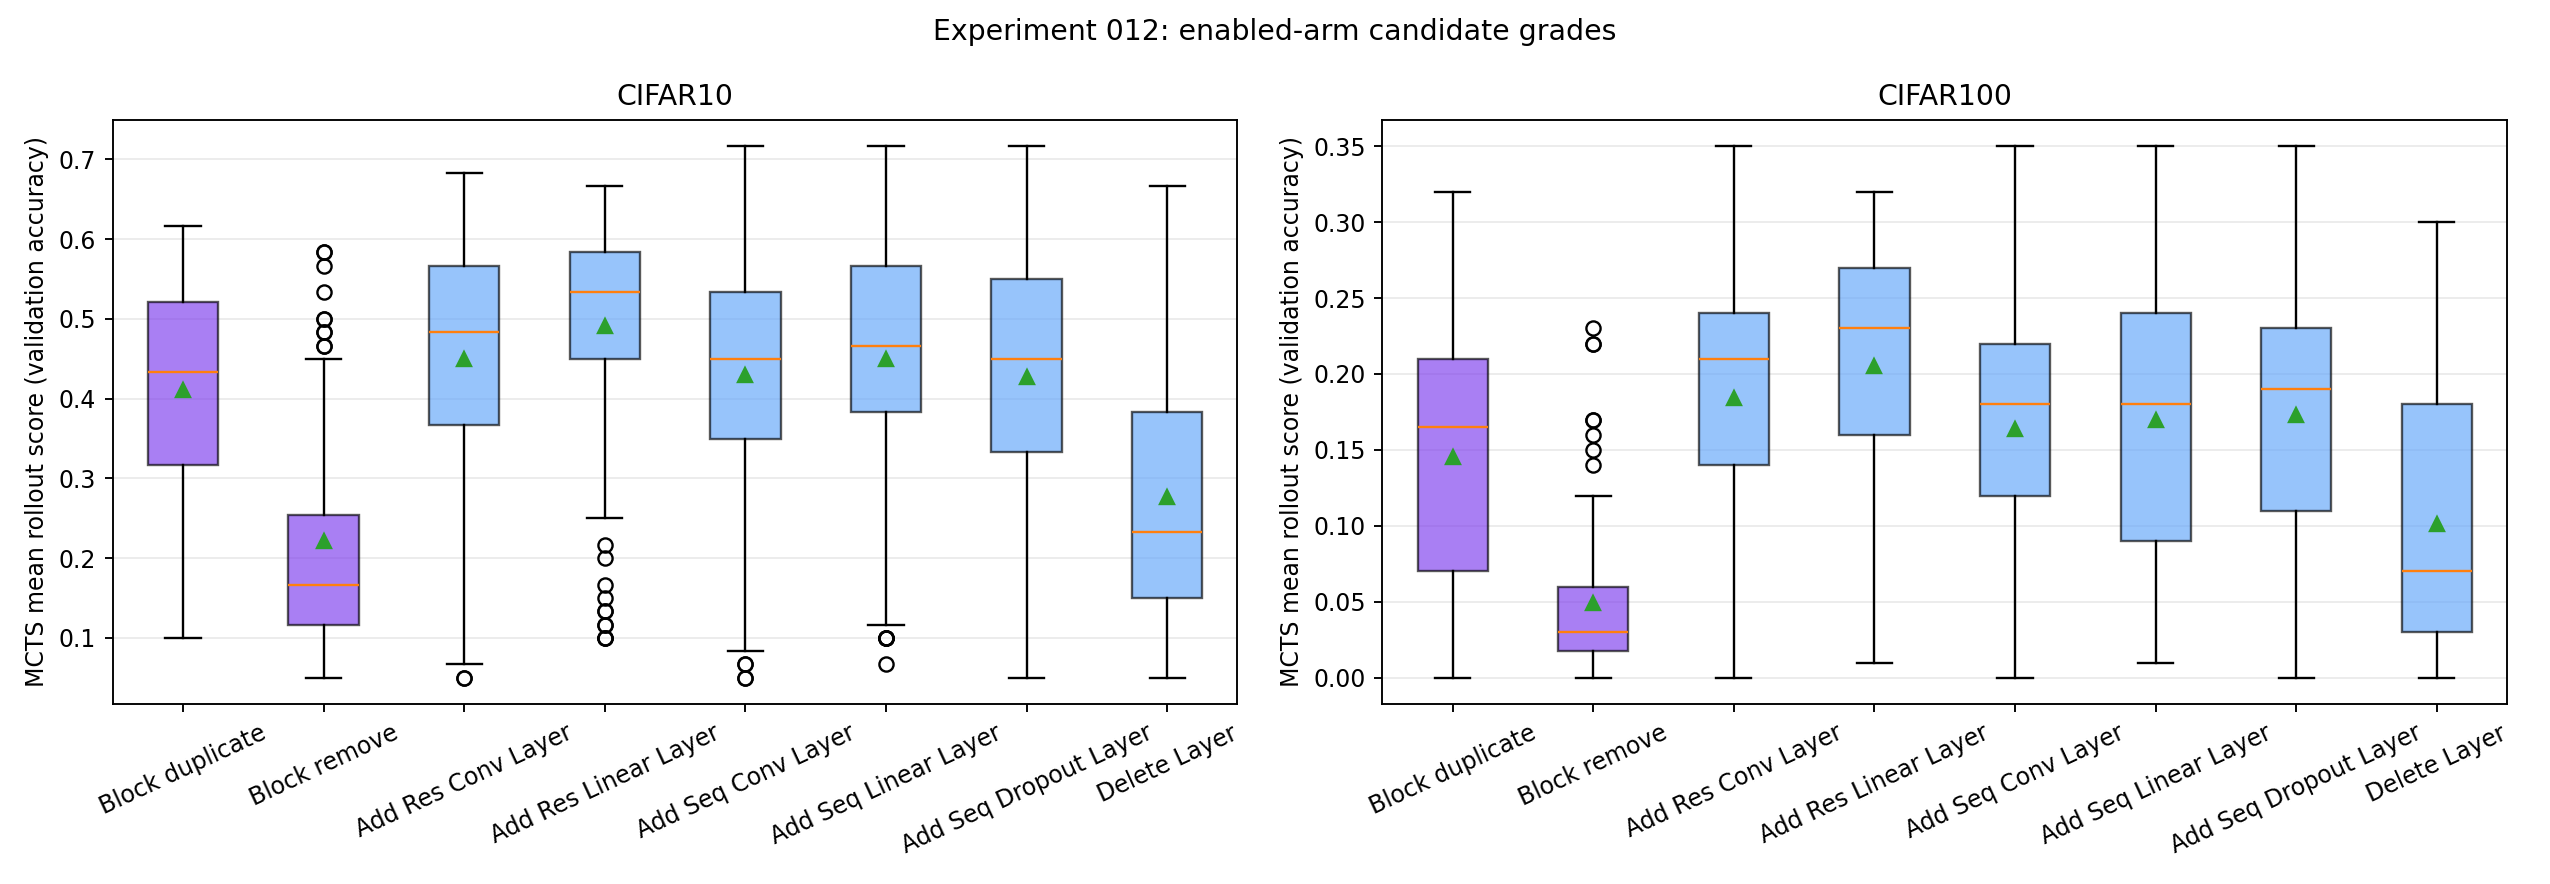 Experiment 012: enabled-arm candidate grades
CIFAR10
MCTS mean rollout score (validation accuracy)
0.7
0.6
0.5
0.4
0.3
0.2
0.1
Block duplicate
Block remove
Add Res Conv Layer
Add Res Linear Layer
Add Seq Conv Layer
Add Seq Linear Layer
Add Seq Dropout Layer
Delete Layer
CIFAR100
MCTS mean rollout score (validation accuracy)
0.35
0.30
0.25
0.20
0.15
0.10
0.05
0.00
Block duplicate
Block remove
Add Res Conv Layer
Add Res Linear Layer
Add Seq Conv Layer
Add Seq Linear Layer
Add Seq Dropout Layer
Delete Layer